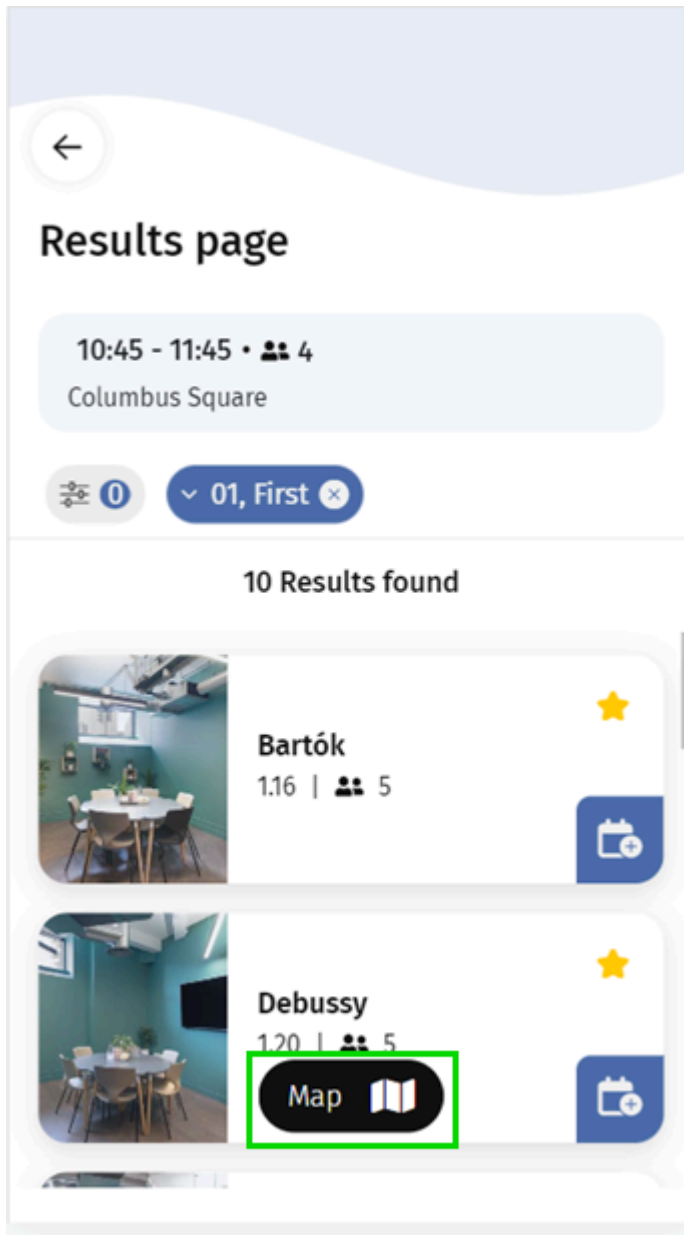 Results page
10:45 - 11:45 • 4
Columbus Square
0
01, First
10 Results found
Bartók
1.16 | 5
Debussy
1.20 | 5
Map